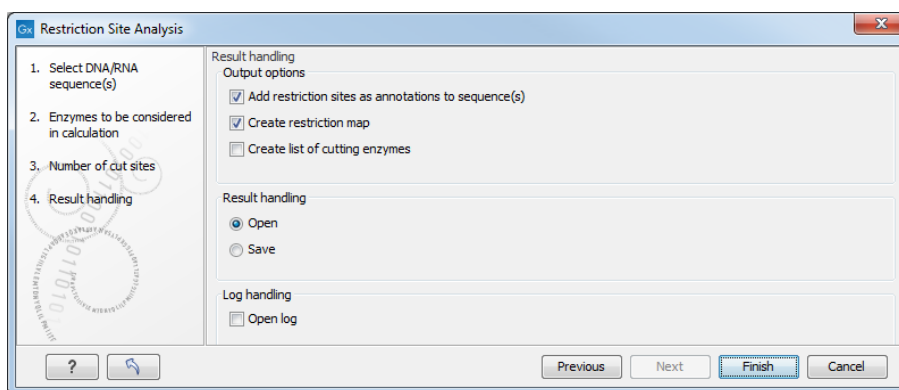 Gx Restriction Site Analysis
X
1. Select DNA/RNA
sequence(s)
2. Enzymes to be considered
in calculation
3. Number of cut sites
4. Result handling
Result handling
Output options
Add restriction sites as annotations to sequence(s)
Create restriction map
Create list of cutting enzymes
Result handling
Open
Save
Log handling
Open log
?
Previous
Next
Finish
Cancel